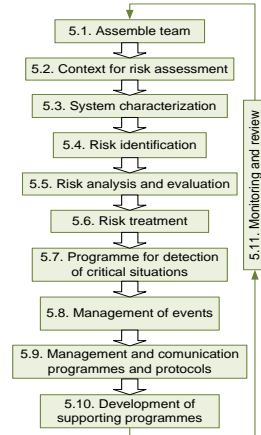 5.1. Assemble team
5.2. Context for risk assessment
5.3. System characterization
5.4. Risk identification
5.5. Risk analysis and evaluation
5.6. Risk treatment
5.7. Programme for detection
of critical situations
5.8. Management of events
5.9. Management and comunication
programmes and protocols
5.10. Development of
supporting programmes
5.11. Monitoring and review